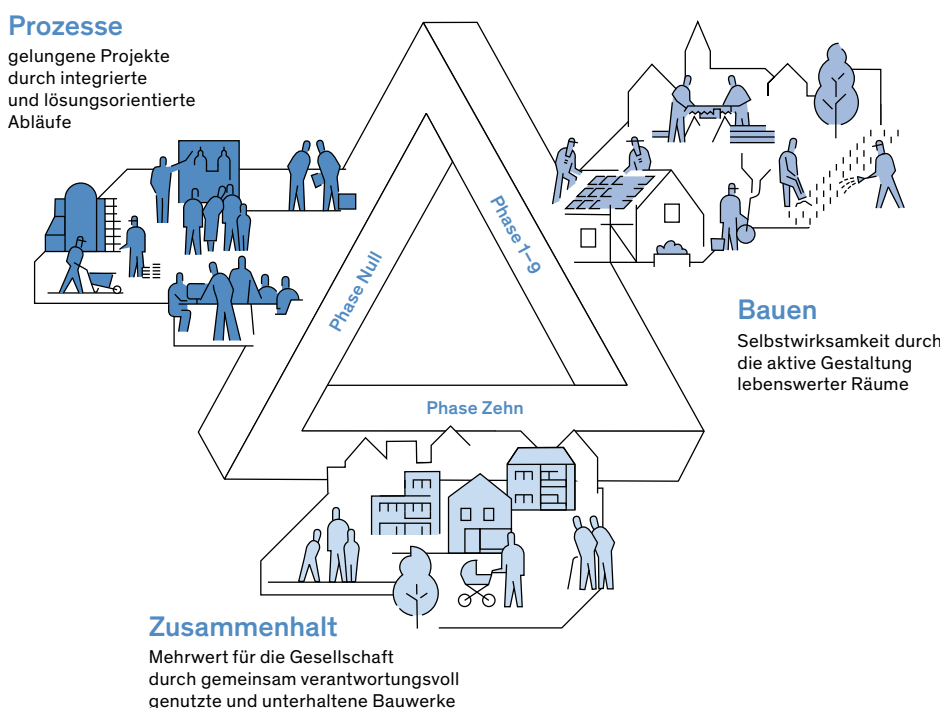 Prozesse
gelungene Projekte
durch integrierte
und lösungsorientierte
Abläufe
Phase Null
Phase 1–9
Phase Zehn
Bauen
Selbstwirksamkeit durch
die aktive Gestaltung
lebenswerter Räume
Zusammenhalt
Mehrwert für die Gesellschaft
durch gemeinsam verantwortungsvoll
genutzte und unterhaltene Bauwerke